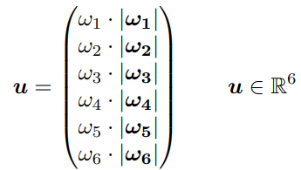 ω₁ · |𝝎₁|
ω₂ · |𝝎₂|
ω₃ · |𝝎₃|
𝒖 = ω₄ · |𝝎₄| 𝒖 ∈ ℝ⁶
ω₅ · |𝝎₅|
ω₆ · |𝝎₆|